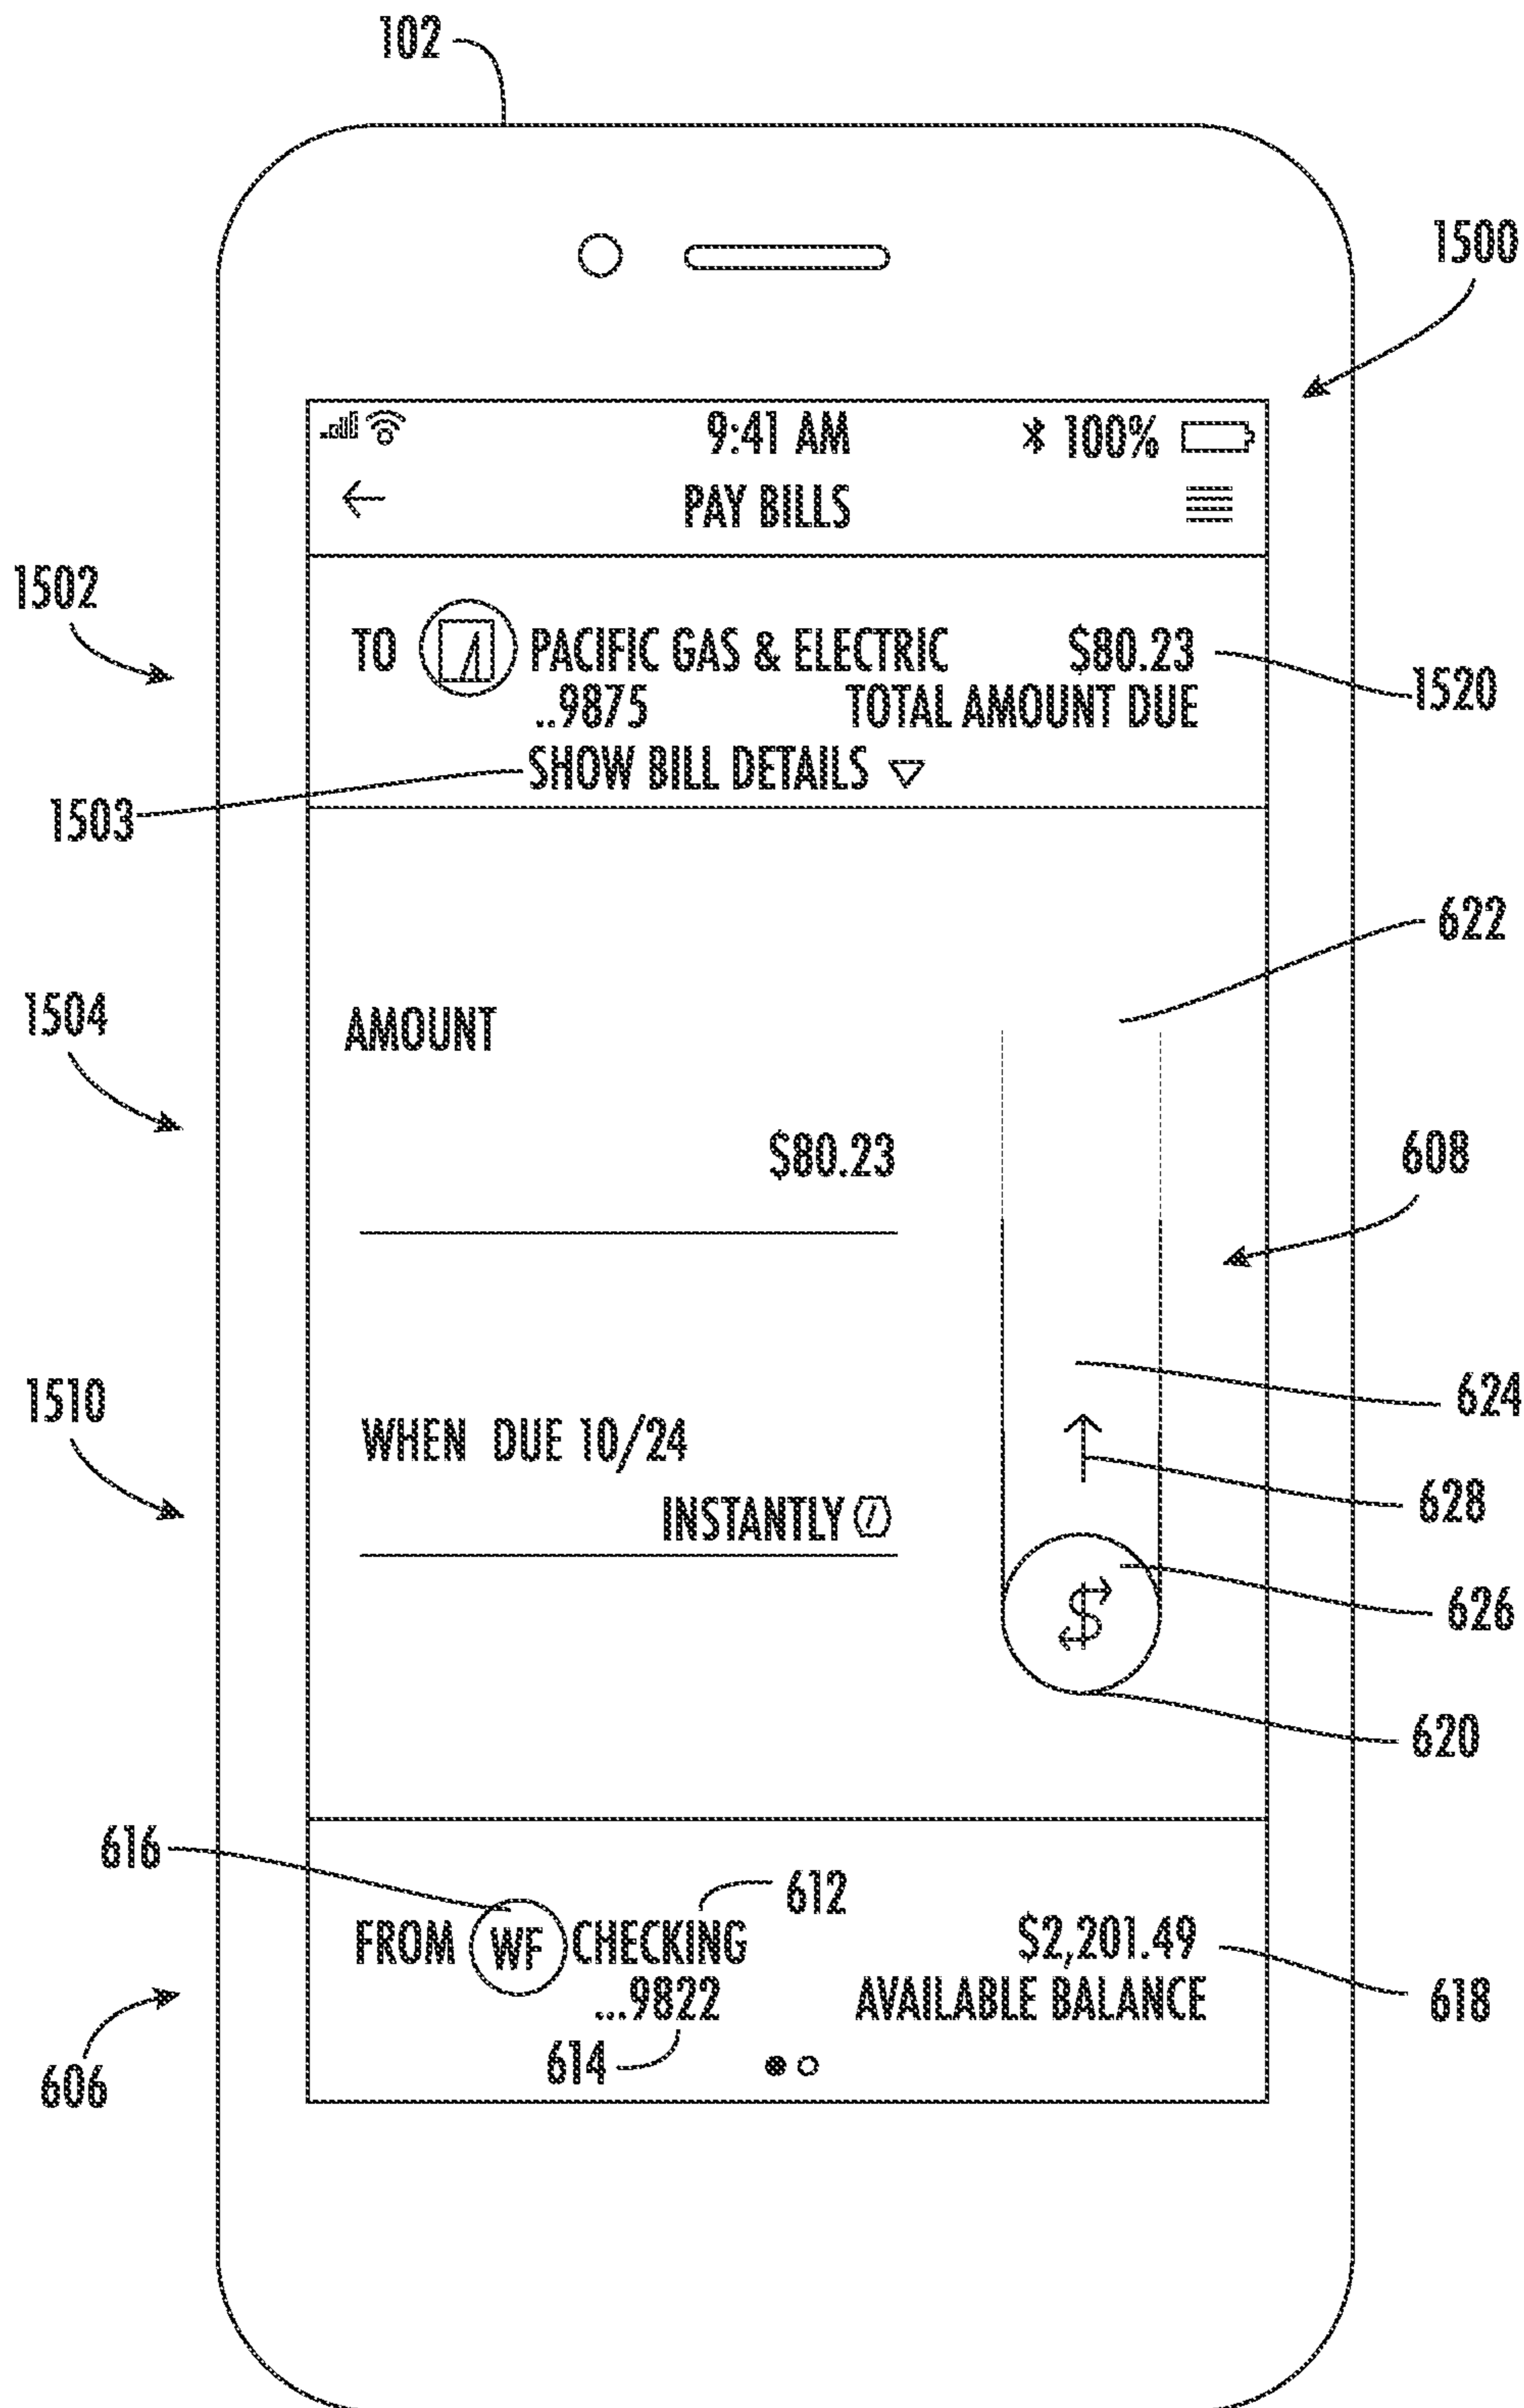 102
1500
9:41 AM 100%
PAY BILLS
1502
TO PACIFIC GAS & ELECTRIC $80.23
..9875 TOTAL AMOUNT DUE
1520
SHOW BILL DETAILS
1503
622
1504
AMOUNT
$80.23
608
1510
624
WHEN DUE 10/24
628
INSTANTLY
$
626
620
616
612
FROM WF CHECKING $2,201.49
...9822 AVAILABLE BALANCE
618
614
606